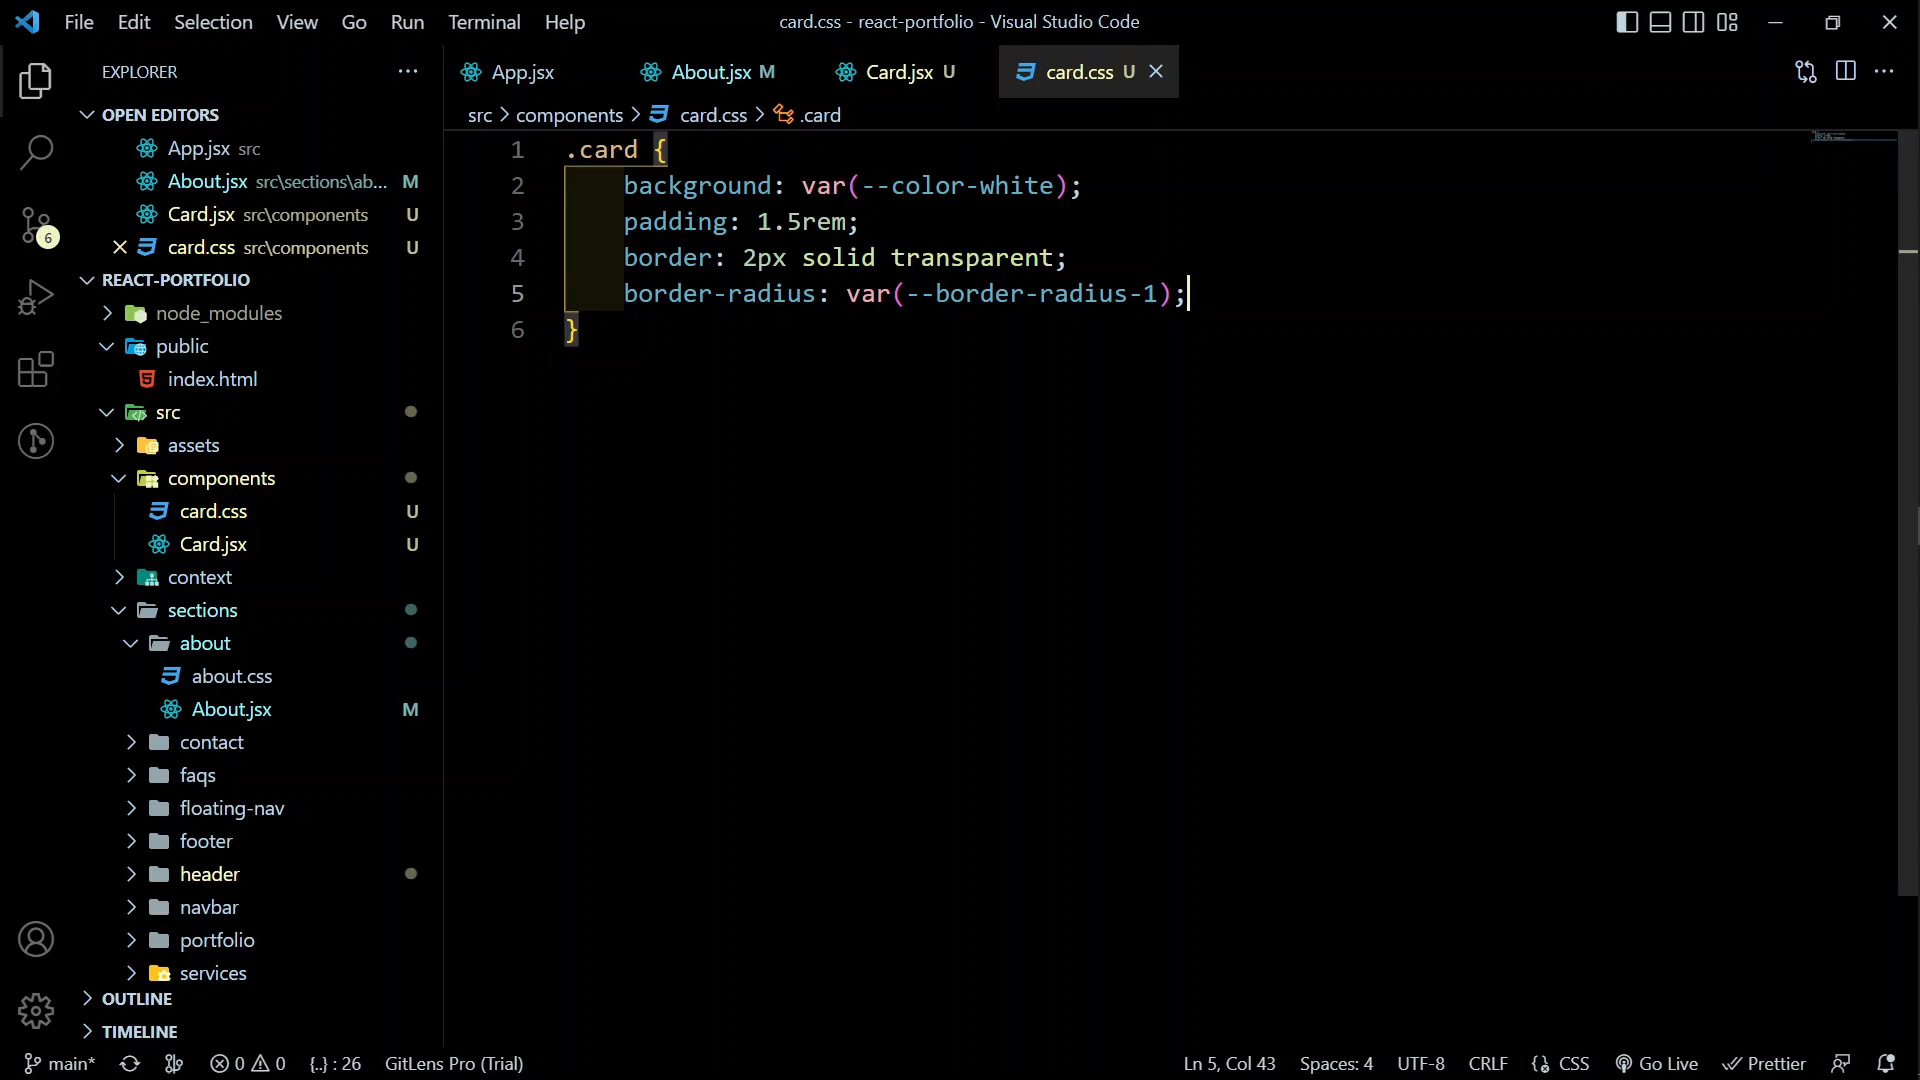 File Edit Selection View Go Run Terminal Help
card.css - react-portfolio - Visual Studio Code
EXPLORER
OPEN EDITORS
App.jsx src
About.jsx src\sections\ab... M
Card.jsx src\components U
card.css src\components U
REACT-PORTFOLIO
node_modules
public
index.html
src
assets
components
card.css U
Card.jsx U
context
sections
about
about.css
About.jsx M
contact
faqs
floating-nav
footer
header
navbar
portfolio
services
OUTLINE
TIMELINE
6
App.jsx About.jsx M Card.jsx U card.css U
src > components > card.css > .card
1 .card {
2 background: var(--color-white);
3 padding: 1.5rem;
4 border: 2px solid transparent;
5 border-radius: var(--border-radius-1);
6 }
main* 0 0 {..} : 26 GitLens Pro (Trial) Ln 5, Col 43 Spaces: 4 UTF-8 CRLF CSS Go Live Prettier